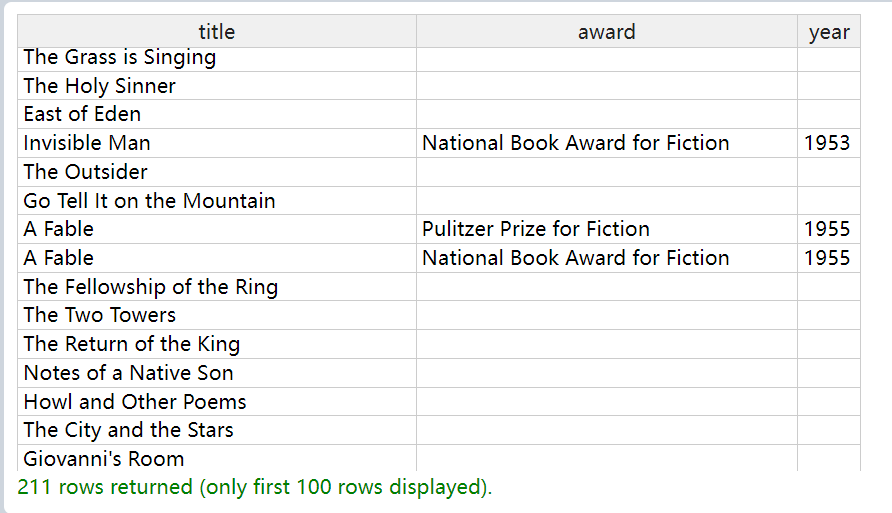 title award year
The Grass is Singing
The Holy Sinner
East of Eden
Invisible Man National Book Award for Fiction 1953
The Outsider
Go Tell It on the Mountain
A Fable Pulitzer Prize for Fiction 1955
A Fable National Book Award for Fiction 1955
The Fellowship of the Ring
The Two Towers
The Return of the King
Notes of a Native Son
Howl and Other Poems
The City and the Stars
Giovanni's Room
211 rows returned (only first 100 rows displayed).